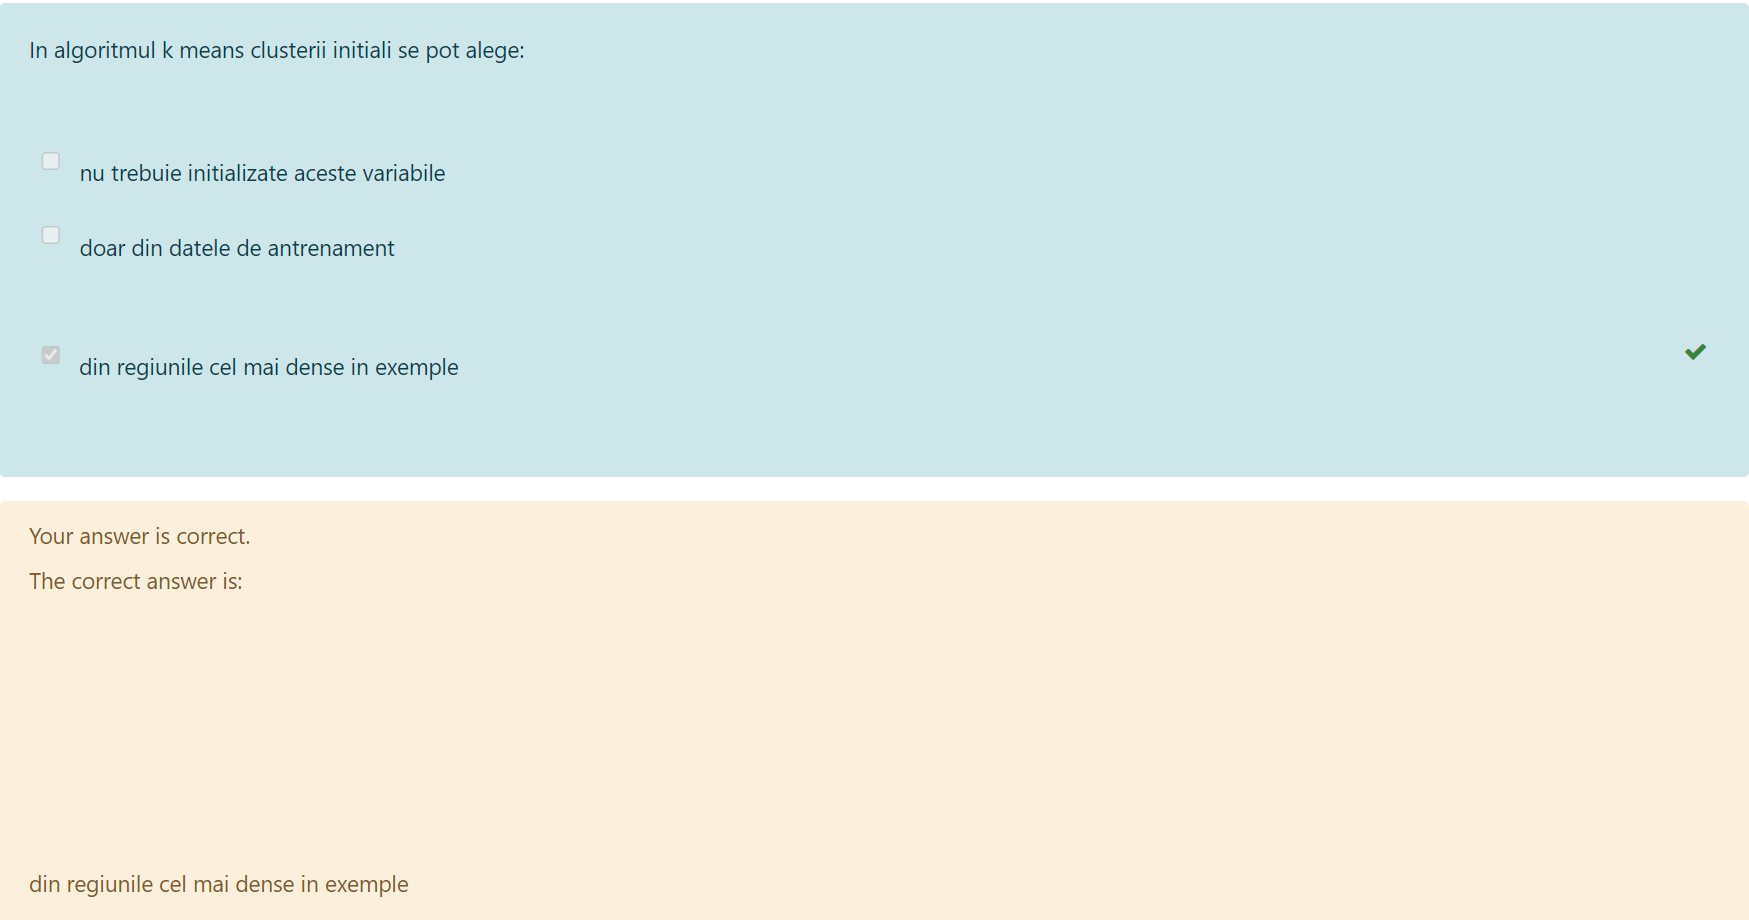 In algoritmul k means clusterii initiali se pot alege:
nu trebuie initializate aceste variabile
doar din datele de antrenament
din regiunile cel mai dense in exemple
Your answer is correct.
The correct answer is:
din regiunile cel mai dense in exemple